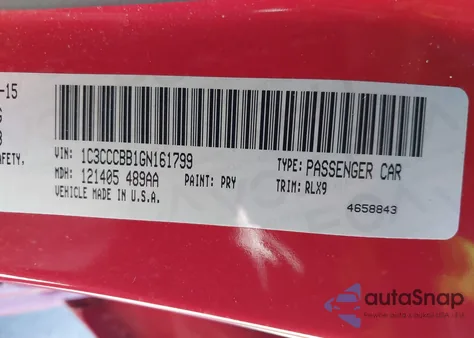 -15
G
8
AFETY.
VIN: 1C3CCCBB1GN161799
TYPE: PASSENGER CAR
MDH: 121405 489AA
PAINT: PRY
TRIM: RLX9
VEHICLE MADE IN U.S.A.
4658843
autoSnap